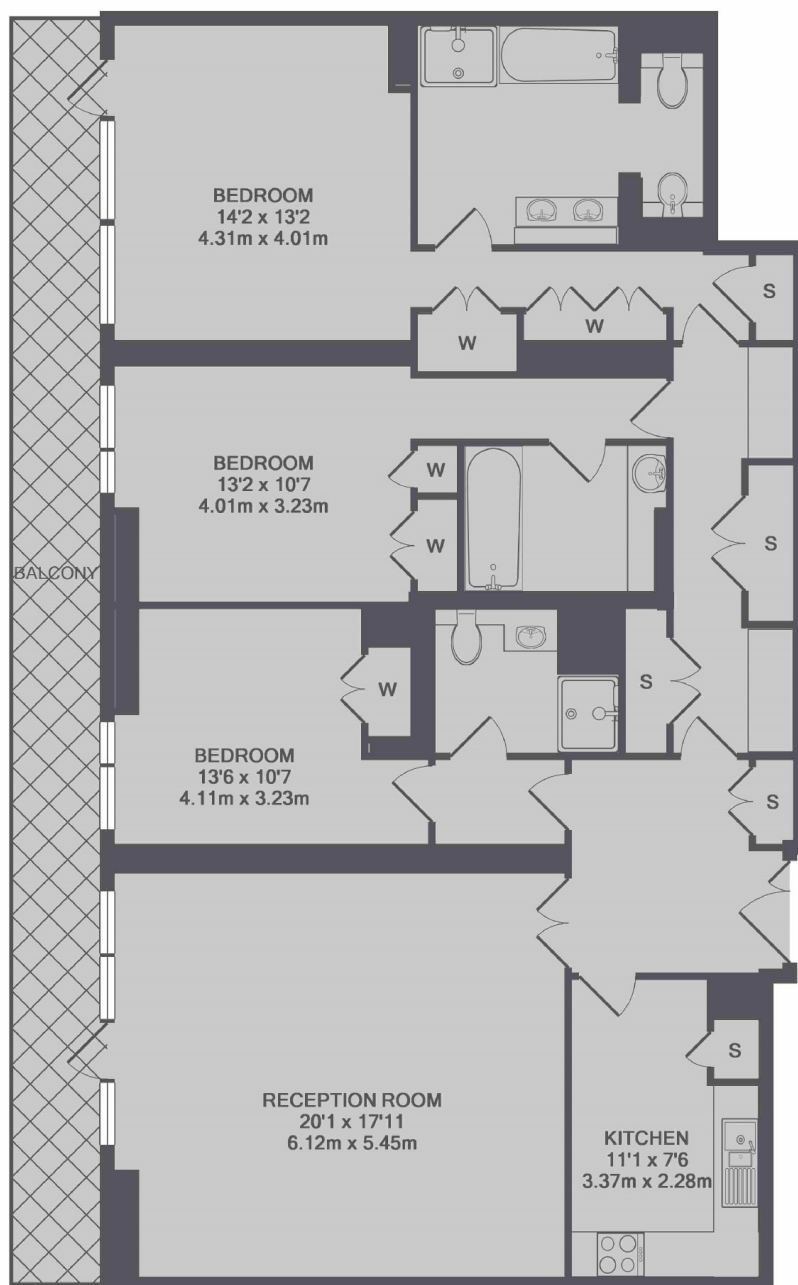 BEDROOM
14'2 x 13'2
4.31m x 4.01m
S
W
W
BEDROOM
13'2 x 10'7
4.01m x 3.23m
W
W
S
BALCONY
S
W
BEDROOM
13'6 x 10'7
4.11m x 3.23m
S
RECEPTION ROOM
20'1 x 17'11
6.12m x 5.45m
S
KITCHEN
11'1 x 7'6
3.37m x 2.28m